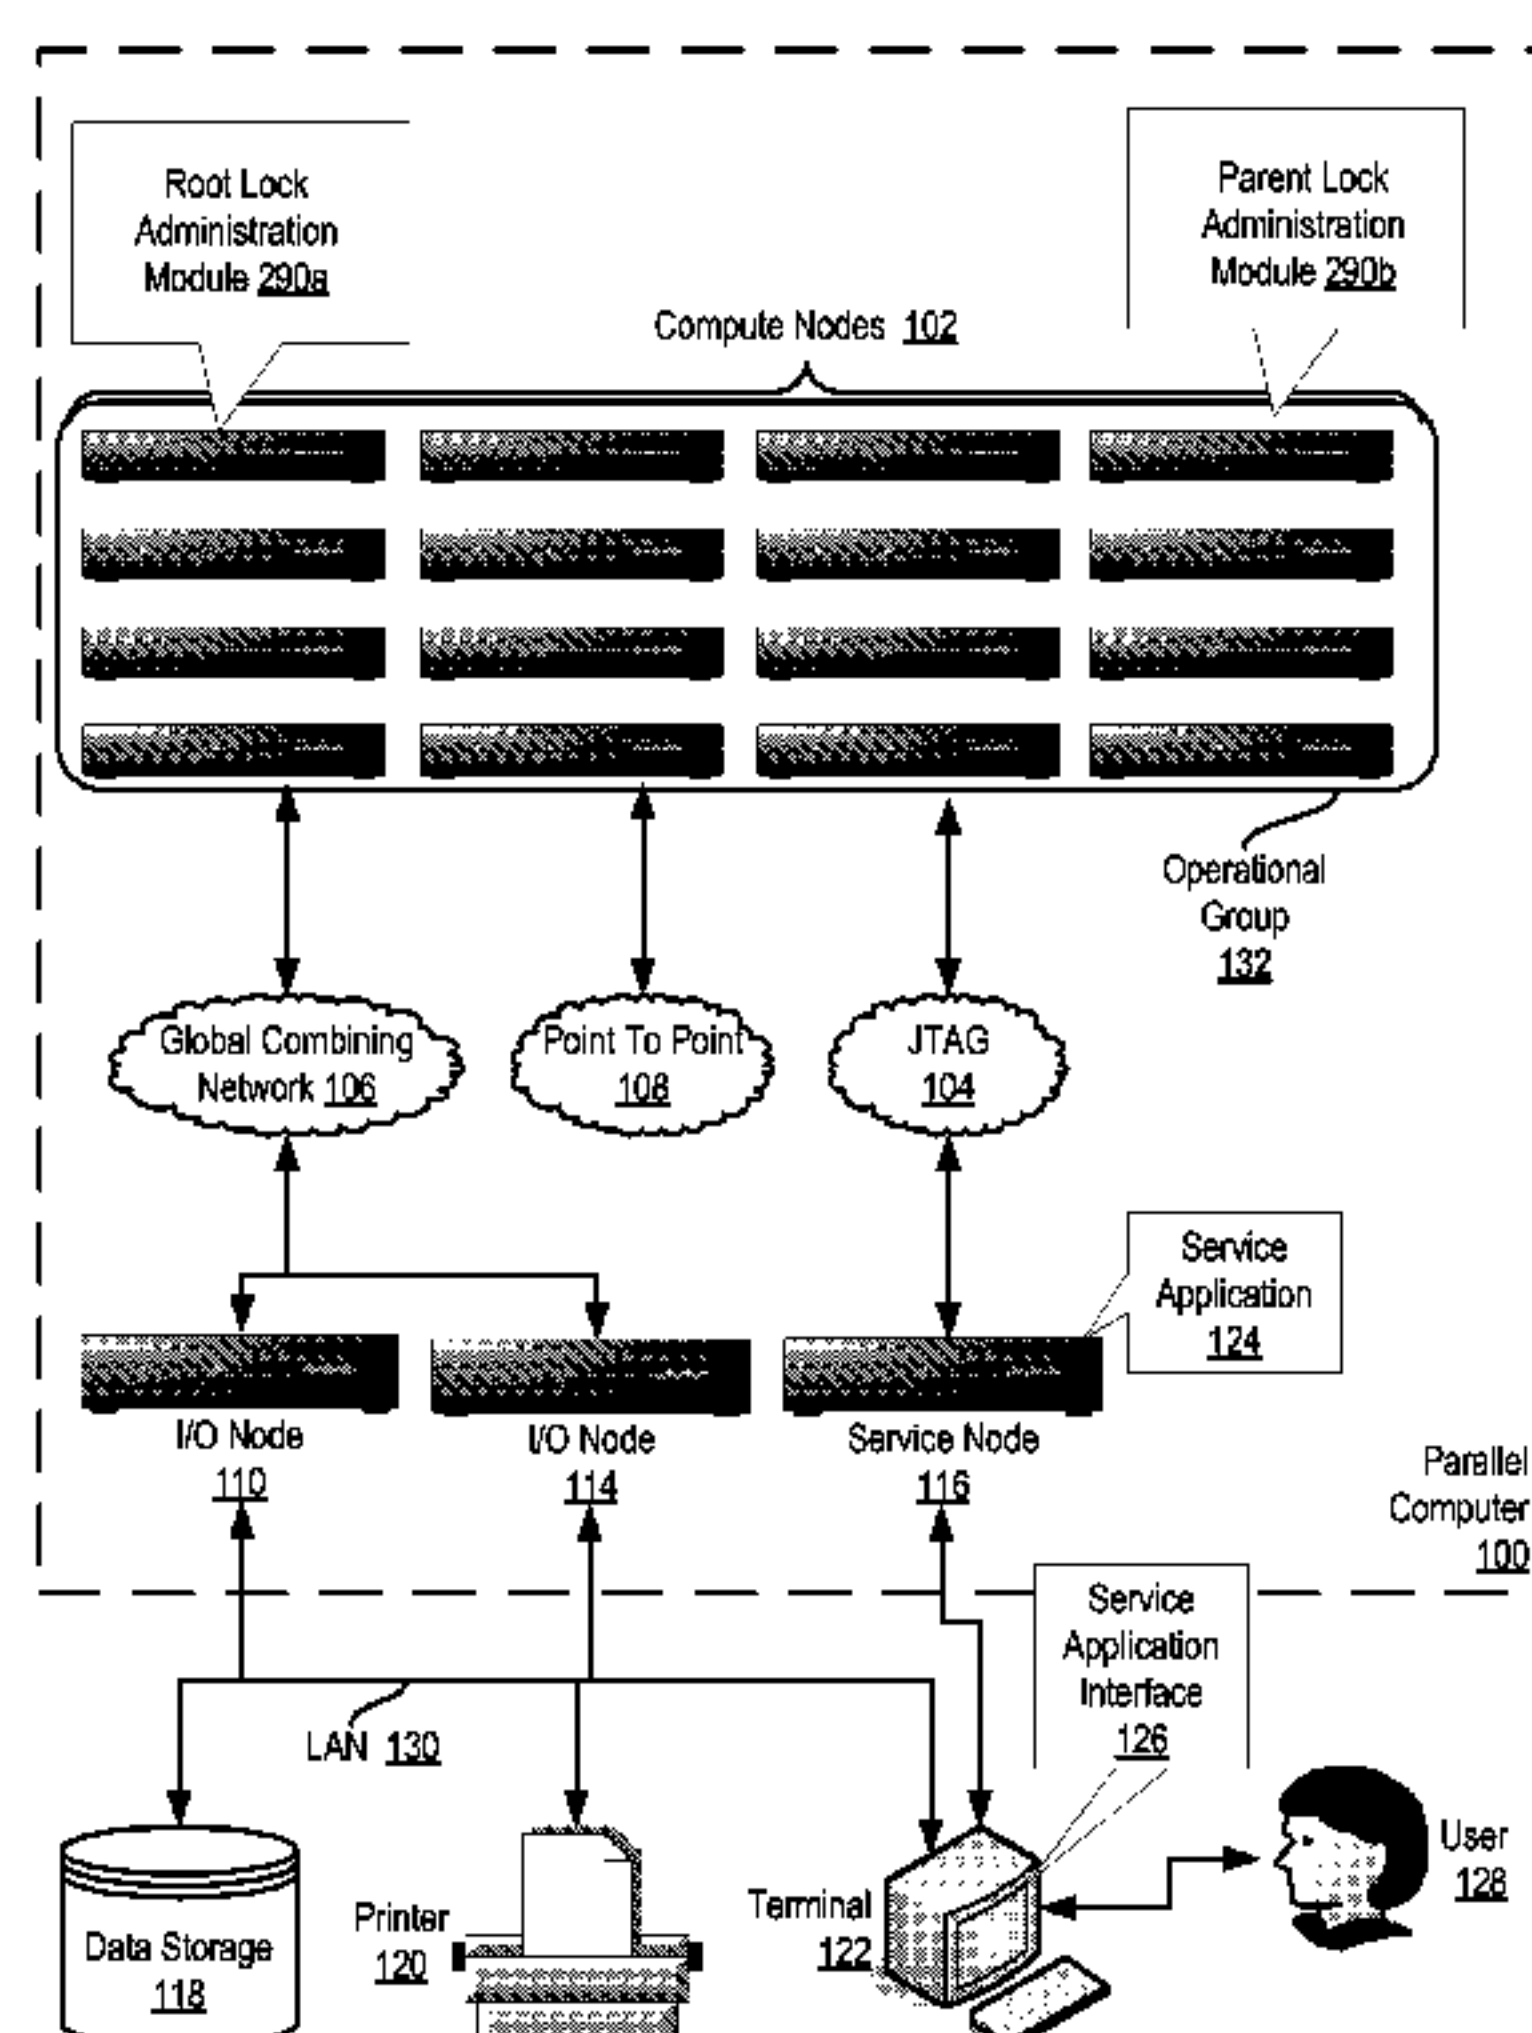 Root Lock
Administration
Module 290a
Parent Lock
Administration
Module 290b
Compute Nodes 102
Operational
Group
132
Global Combining
Network 106
Point To Point
108
JTAG
104
Service
Application
124
I/O Node
110
I/O Node
114
Service Node
116
Parallel
Computer
100
Service
Application
Interface
126
LAN 130
Data Storage
118
Printer
120
Terminal
122
User
128